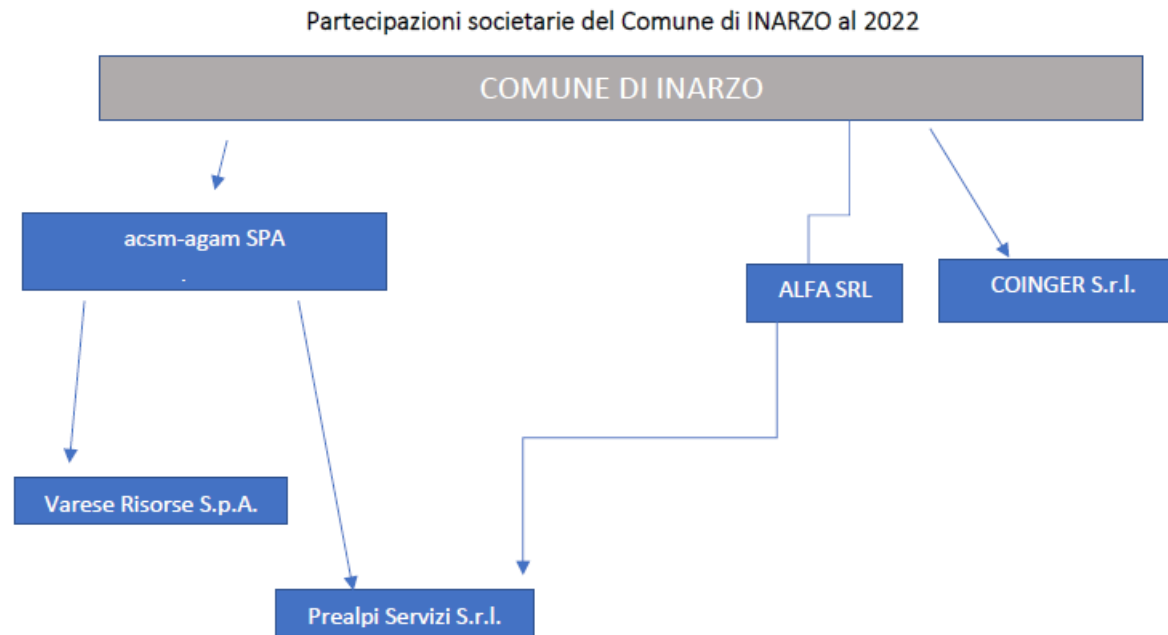 Partecipazioni societarie del Comune di INARZO al 2022
COMUNE DI INARZO
acsm-agam SPA
.
ALFA SRL
COINGER S.r.l.
Varese Risorse S.p.A.
Prealpi Servizi S.r.l.